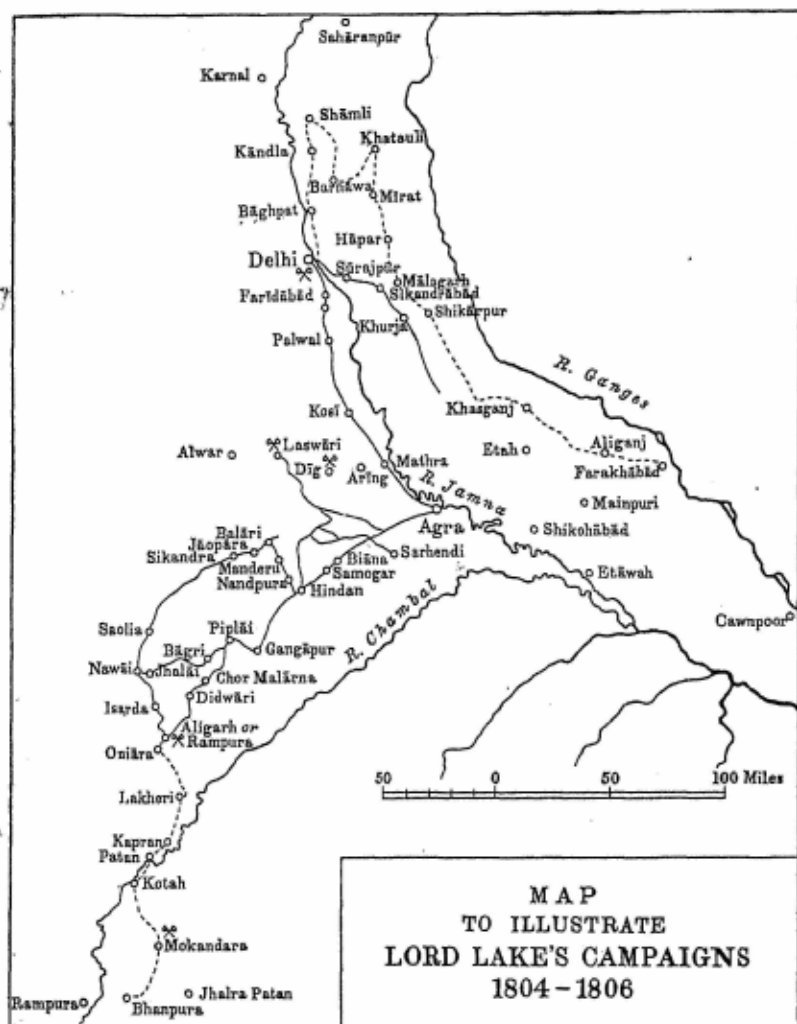 Sahāranpūr
Karnal
Shāmli
Khatauli
Kāndla
Barnāwa
Mīrat
Bāghpat
Hāpar
Delhi
Sūrajpūr
Mālagarh
Sikandrābād
Farīdābād
Shikārpur
Khurja
Palwal
R. Ganges
Kosī
Khasganj
Alwar
Laswāri
Etah
Aliganj
Dīg
Arīng
Mathra
Farakhābād
R. Jamna
Mainpuri
Agra
Shikohābād
Balāri
Jāopāra
Sikandra
Biāna
Sarhendi
Manderu
Samogar
Nandpura
Hindan
Etāwah
Cawnpoor
Saolia
Piplāi
R. Chambal
Bāgri
Gangāpur
Nawāi
Jhalāi
Chor Malārna
Didwāri
Isarda
Aligarh or
Rampura
Oniāra
50 0 50 100 Miles
Lakheri
Kapran
Patan
Kotah
Mokandara
Rampura
Bhanpura
Jhalra Patan
MAP
TO ILLUSTRATE
LORD LAKE'S CAMPAIGNS
1804–1806